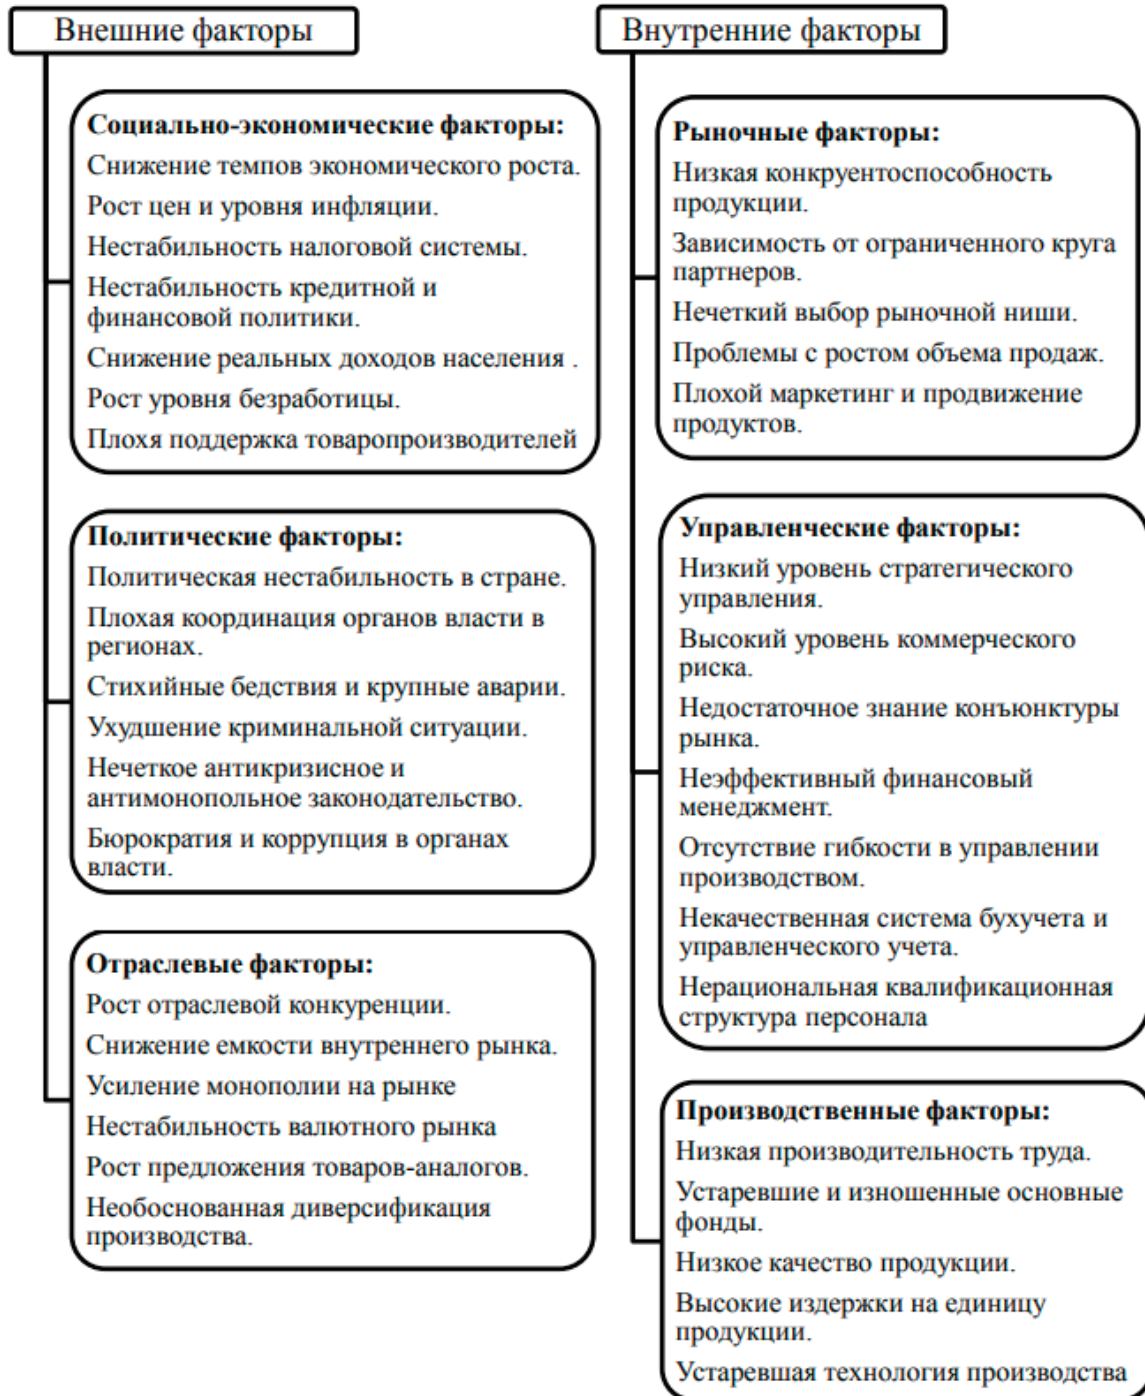 Внешние факторы
Социально-экономические факторы:
Снижение темпов экономического роста.
Рост цен и уровня инфляции.
Нестабильность налоговой системы.
Нестабильность кредитной и
финансовой политики.
Снижение реальных доходов населения .
Рост уровня безработицы.
Плохя поддержка товаропроизводителей
Политические факторы:
Политическая нестабильность в стране.
Плохая координация органов власти в
регионах.
Стихийные бедствия и крупные аварии.
Ухудшение криминальной ситуации.
Нечеткое антикризисное и
антимонопольное законодательство.
Бюрократия и коррупция в органах
власти.
Отраслевые факторы:
Рост отраслевой конкуренции.
Снижение емкости внутреннего рынка.
Усиление монополии на рынке
Нестабильность валютного рынка
Рост предложения товаров-аналогов.
Необоснованная диверсификация
производства.
Внутренние факторы
Рыночные факторы:
Низкая конкруентоспособность
продукции.
Зависимость от ограниченного круга
партнеров.
Нечеткий выбор рыночной ниши.
Проблемы с ростом объема продаж.
Плохой маркетинг и продвижение
продуктов.
Управленческие факторы:
Низкий уровень стратегического
управления.
Высокий уровень коммерческого
риска.
Недостаточное знание конъюнктуры
рынка.
Неэффективный финансовый
менеджмент.
Отсутствие гибкости в управлении
производством.
Некачественная система бухучета и
управленческого учета.
Нерациональная квалификационная
структура персонала
Производственные факторы:
Низкая производительность труда.
Устаревшие и изношенные основные
фонды.
Низкое качество продукции.
Высокие издержки на единицу
продукции.
Устаревшая технология производства